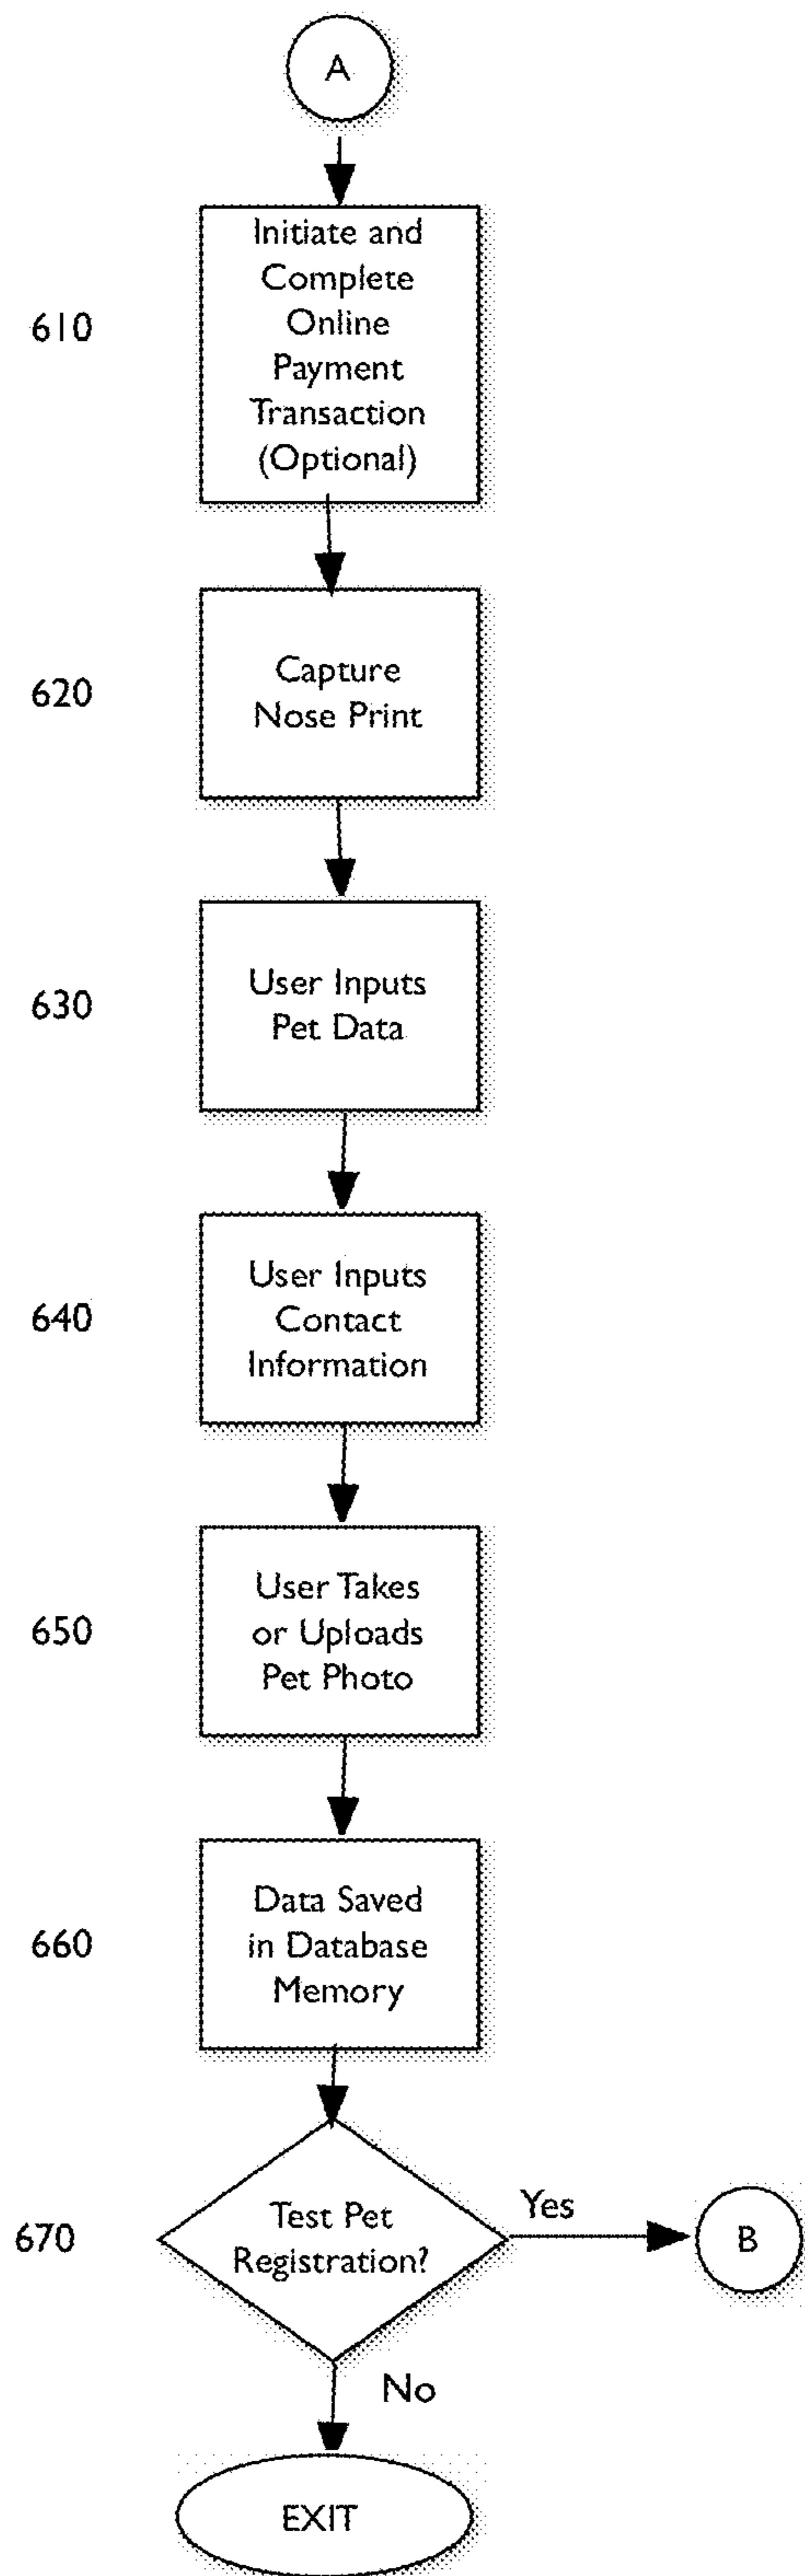 A
Initiate and
Complete
Online
Payment
Transaction
(Optional)
610
Capture
Nose Print
620
User Inputs
Pet Data
630
User Inputs
Contact
Information
640
User Takes
or Uploads
Pet Photo
650
Data Saved
in Database
Memory
660
Test Pet
Registration?
670
Yes
B
No
EXIT